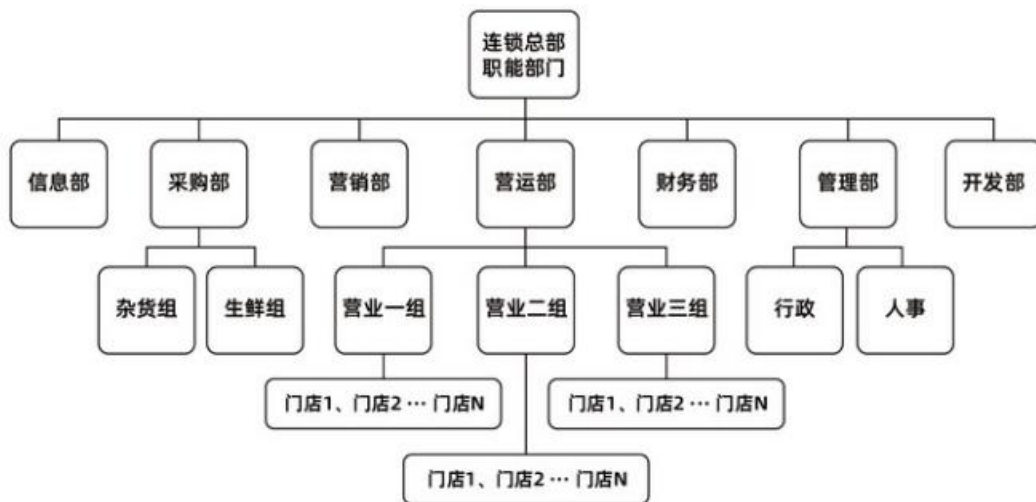 连锁总部
职能部门
信息部
采购部
营销部
营运部
财务部
管理部
开发部
杂货组
生鲜组
营业一组
营业二组
营业三组
行政
人事
门店1、门店2 … 门店N
门店1、门店2 … 门店N
门店1、门店2 … 门店N